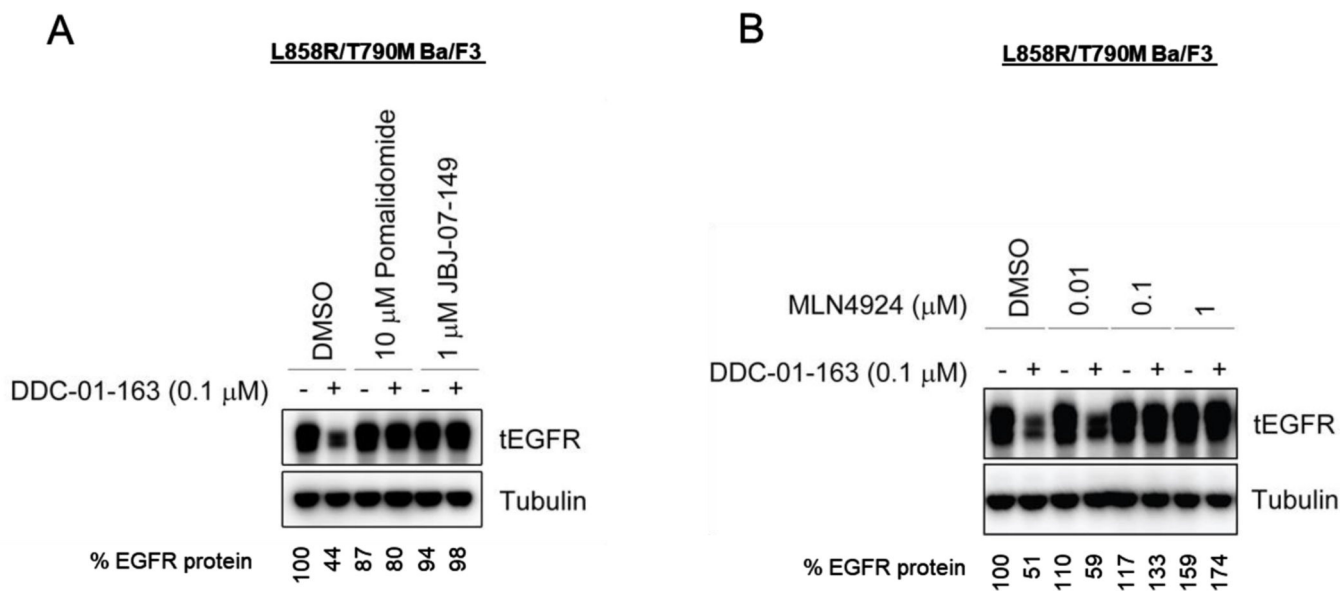 A
L858R/T790M Ba/F3
DMSO
10 μM Pomalidomide
1 μM JBJ-07-149
DDC-01-163 (0.1 μM) - + - + - +
tEGFR
Tubulin
% EGFR protein 100 44 87 80 94 98
B
L858R/T790M Ba/F3
MLN4924 (μM) DMSO 0.01 0.1 1
DDC-01-163 (0.1 μM) - + - + - + - +
tEGFR
Tubulin
% EGFR protein 100 51 110 59 117 133 159 174